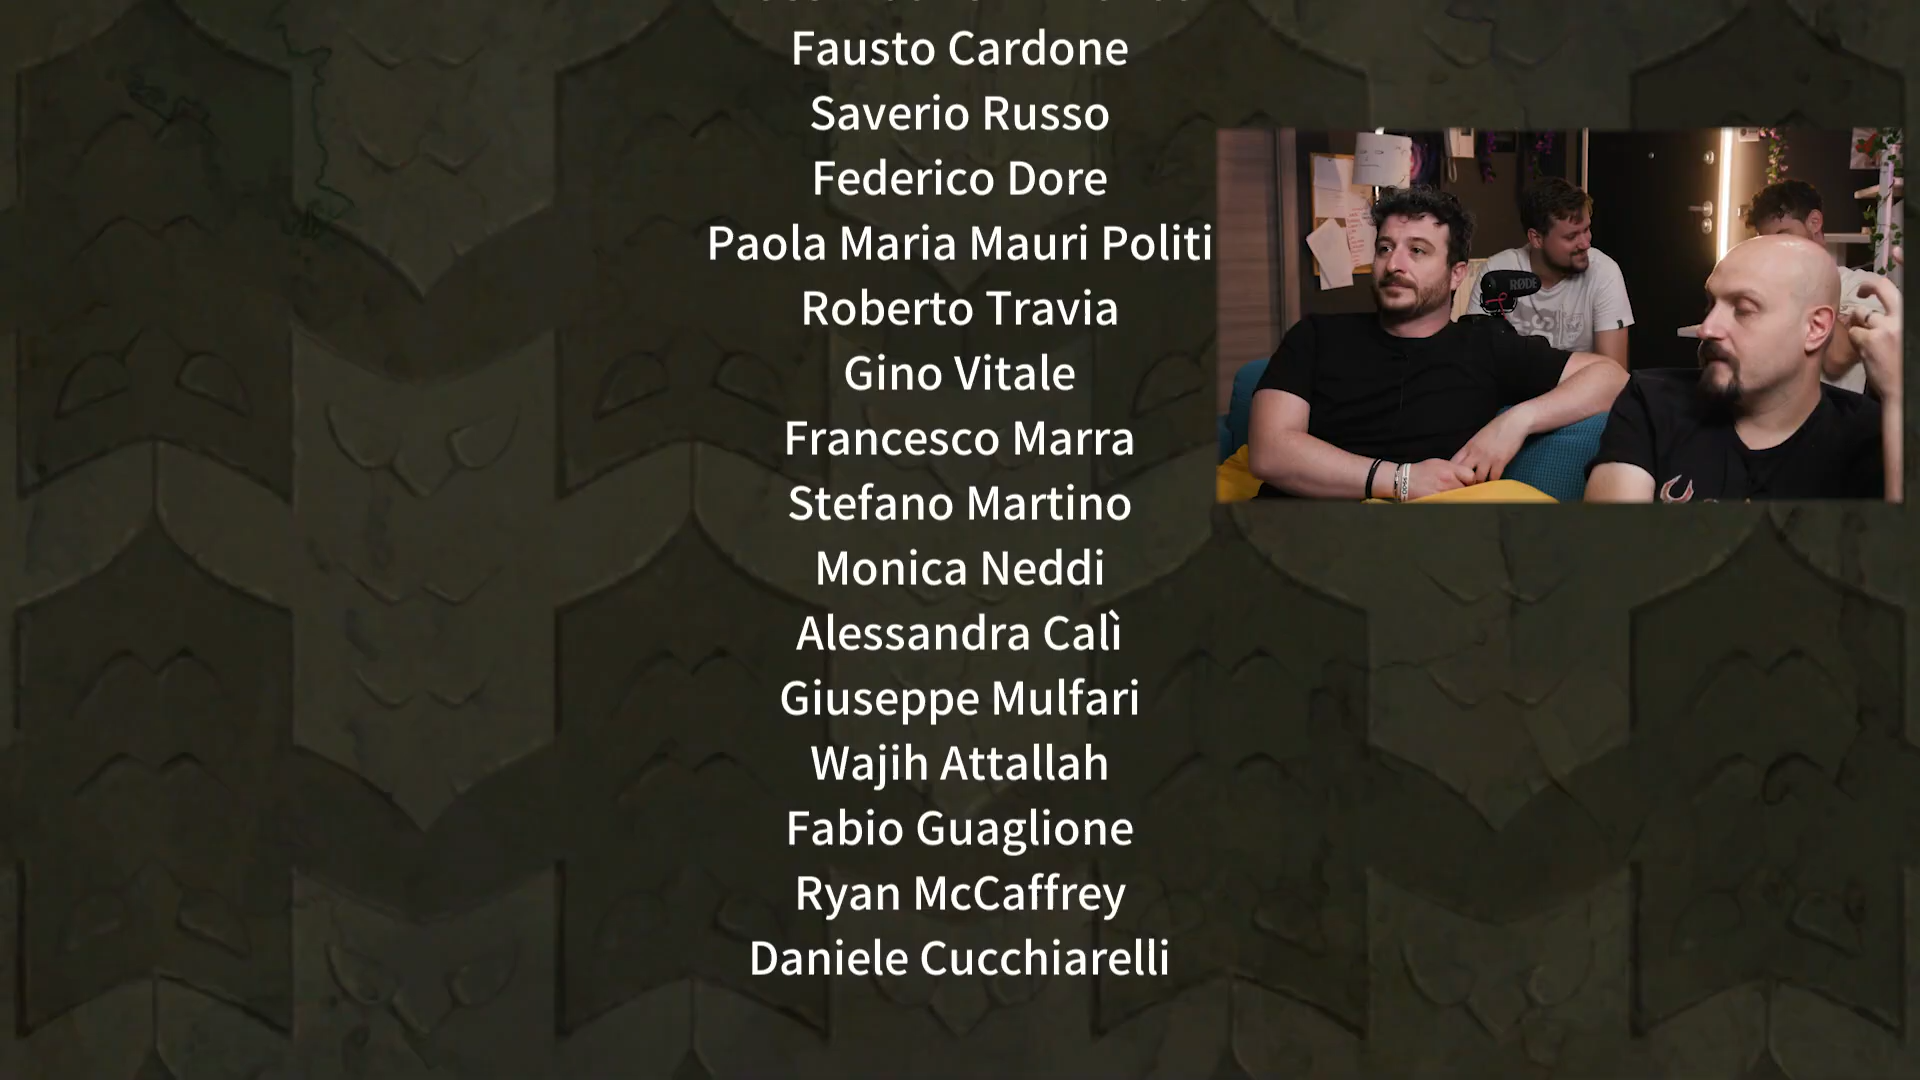 Fausto Cardone
Saverio Russo
Federico Dore
Paola Maria Mauri Politi
Roberto Travia
Gino Vitale
Francesco Marra
Stefano Martino
Monica Neddi
Alessandra Calì
Giuseppe Mulfari
Wajih Attallah
Fabio Guaglione
Ryan McCaffrey
Daniele Cucchiarelli
RØDE